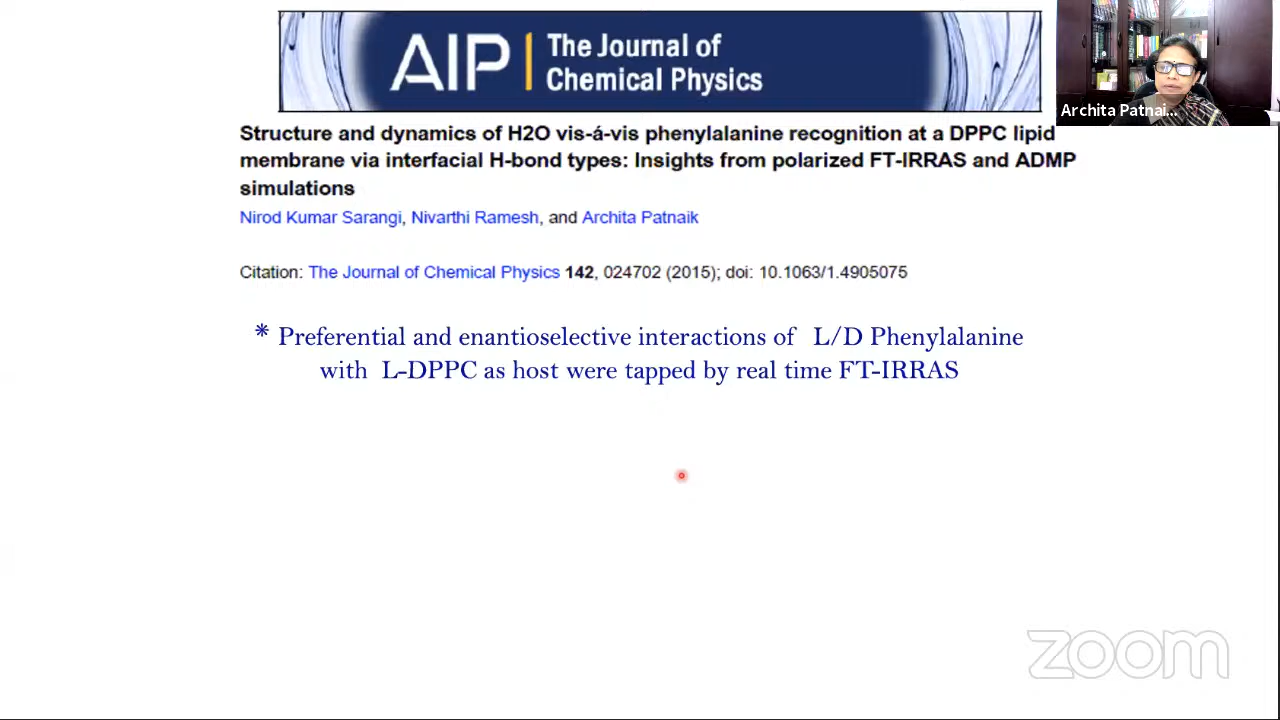 AIP | The Journal of
Chemical Physics
Archita Patnai...
Structure and dynamics of H2O vis-á-vis phenylalanine recognition at a DPPC lipid
membrane via interfacial H-bond types: Insights from polarized FT-IRRAS and ADMP
simulations
Nirod Kumar Sarangi, Nivarthi Ramesh, and Archita Patnaik
Citation: The Journal of Chemical Physics 142, 024702 (2015); doi: 10.1063/1.4905075
* Preferential and enantioselective interactions of L/D Phenylalanine
with L-DPPC as host were tapped by real time FT-IRRAS
zoom